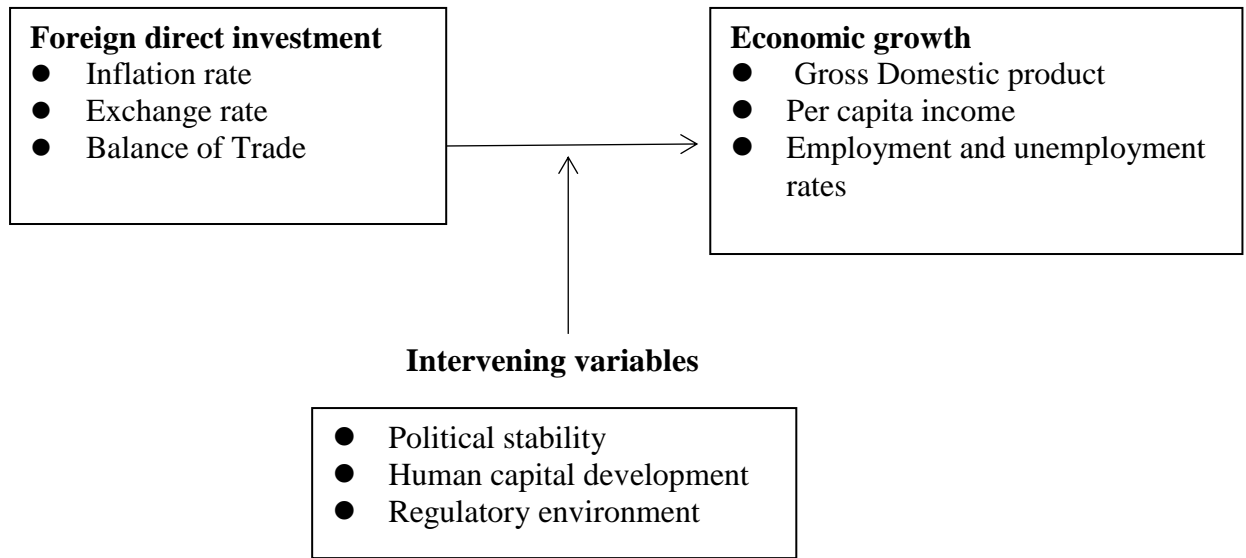 Foreign direct investment
● Inflation rate
● Exchange rate
● Balance of Trade
Economic growth
● Gross Domestic product
● Per capita income
● Employment and unemployment
rates
Intervening variables
● Political stability
● Human capital development
● Regulatory environment